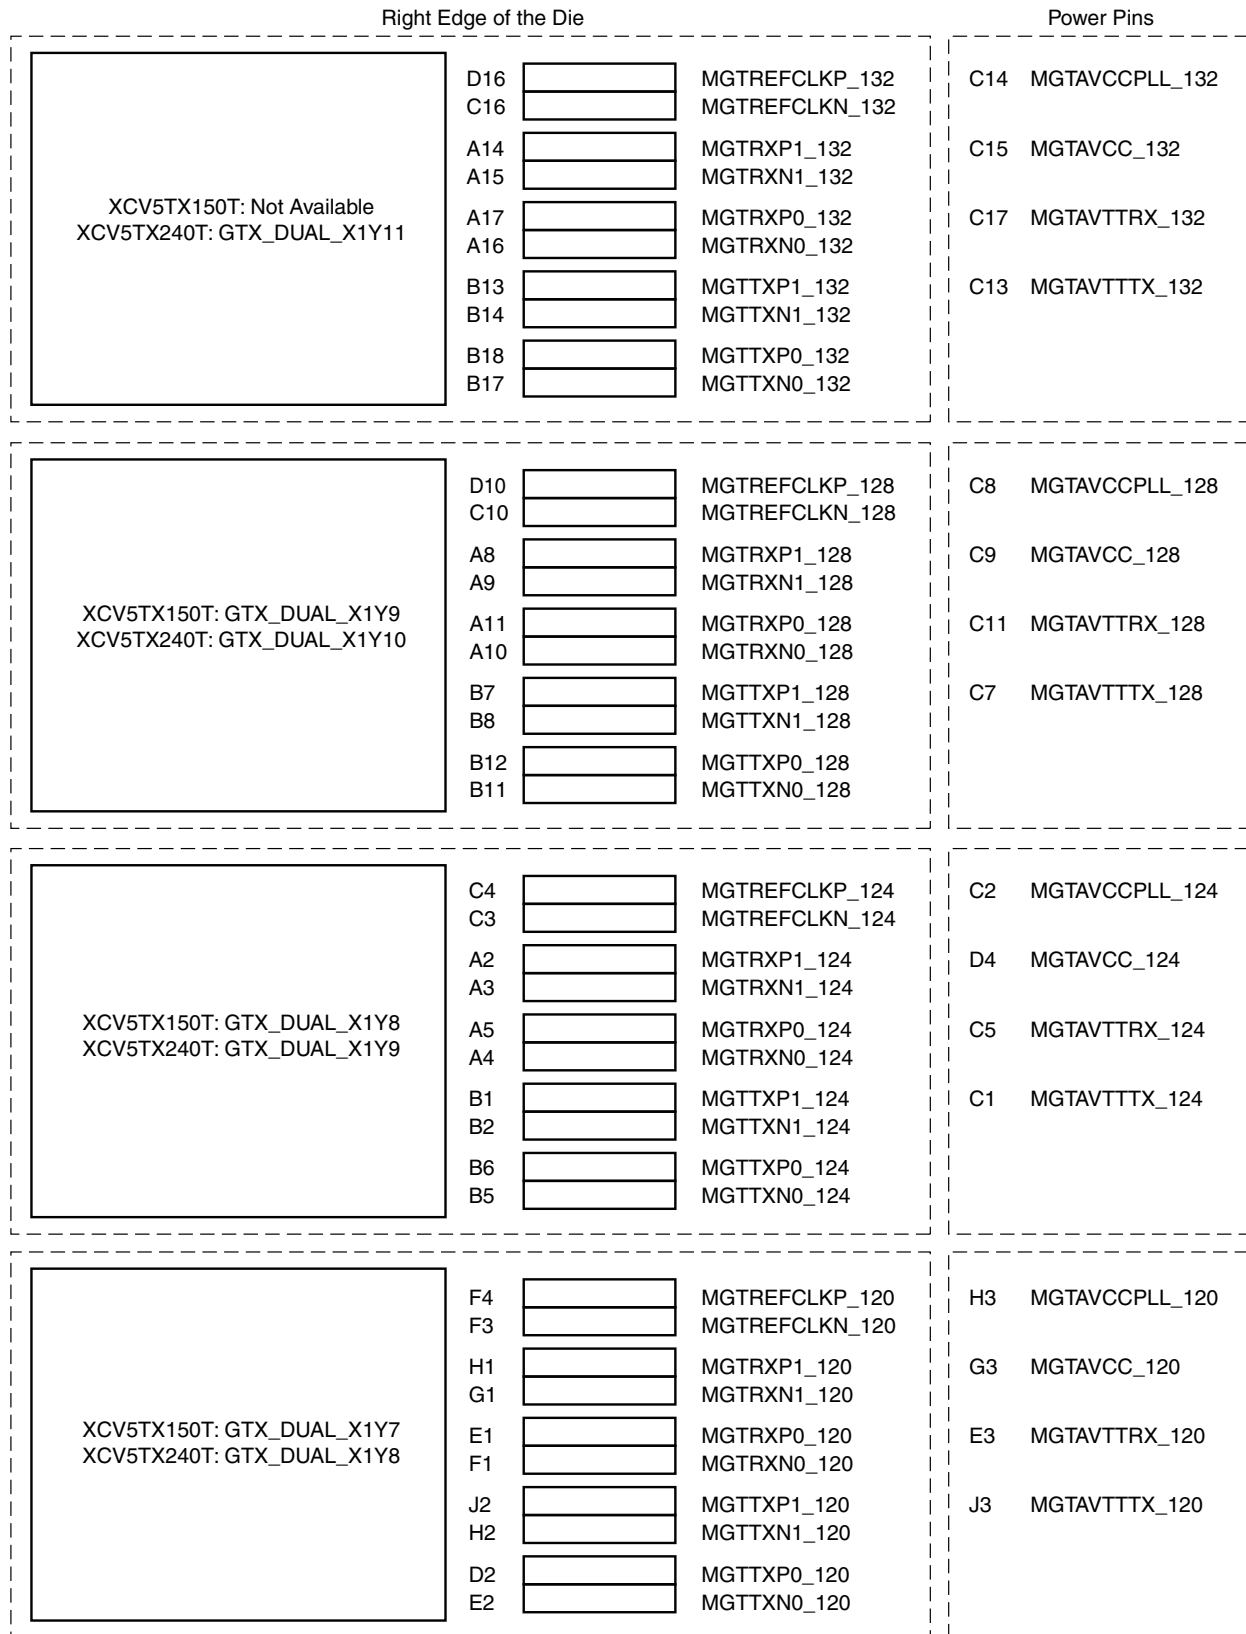 Right Edge of the Die Power Pins
D16 MGTREFCLKP_132 C14 MGTAVCCPLL_132
C16 MGTREFCLKN_132
A14 MGTRXP1_132 C15 MGTAVCC_132
A15 MGTRXN1_132
XCV5TX150T: Not Available
XCV5TX240T: GTX_DUAL_X1Y11
A17 MGTRXP0_132 C17 MGTAVTTRX_132
A16 MGTRXN0_132
B13 MGTTXP1_132 C13 MGTAVTTTX_132
B14 MGTTXN1_132
B18 MGTTXP0_132
B17 MGTTXN0_132
D10 MGTREFCLKP_128 C8 MGTAVCCPLL_128
C10 MGTREFCLKN_128
A8 MGTRXP1_128 C9 MGTAVCC_128
A9 MGTRXN1_128
XCV5TX150T: GTX_DUAL_X1Y9
XCV5TX240T: GTX_DUAL_X1Y10
A11 MGTRXP0_128 C11 MGTAVTTRX_128
A10 MGTRXN0_128
B7 MGTTXP1_128 C7 MGTAVTTTX_128
B8 MGTTXN1_128
B12 MGTTXP0_128
B11 MGTTXN0_128
C4 MGTREFCLKP_124 C2 MGTAVCCPLL_124
C3 MGTREFCLKN_124
A2 MGTRXP1_124 D4 MGTAVCC_124
A3 MGTRXN1_124
XCV5TX150T: GTX_DUAL_X1Y8
XCV5TX240T: GTX_DUAL_X1Y9
A5 MGTRXP0_124 C5 MGTAVTTRX_124
A4 MGTRXN0_124
B1 MGTTXP1_124 C1 MGTAVTTTX_124
B2 MGTTXN1_124
B6 MGTTXP0_124
B5 MGTTXN0_124
F4 MGTREFCLKP_120 H3 MGTAVCCPLL_120
F3 MGTREFCLKN_120
H1 MGTRXP1_120 G3 MGTAVCC_120
G1 MGTRXN1_120
XCV5TX150T: GTX_DUAL_X1Y7
XCV5TX240T: GTX_DUAL_X1Y8
E1 MGTRXP0_120 E3 MGTAVTTRX_120
F1 MGTRXN0_120
J2 MGTTXP1_120 J3 MGTAVTTTX_120
H2 MGTTXN1_120
D2 MGTTXP0_120
E2 MGTTXN0_120